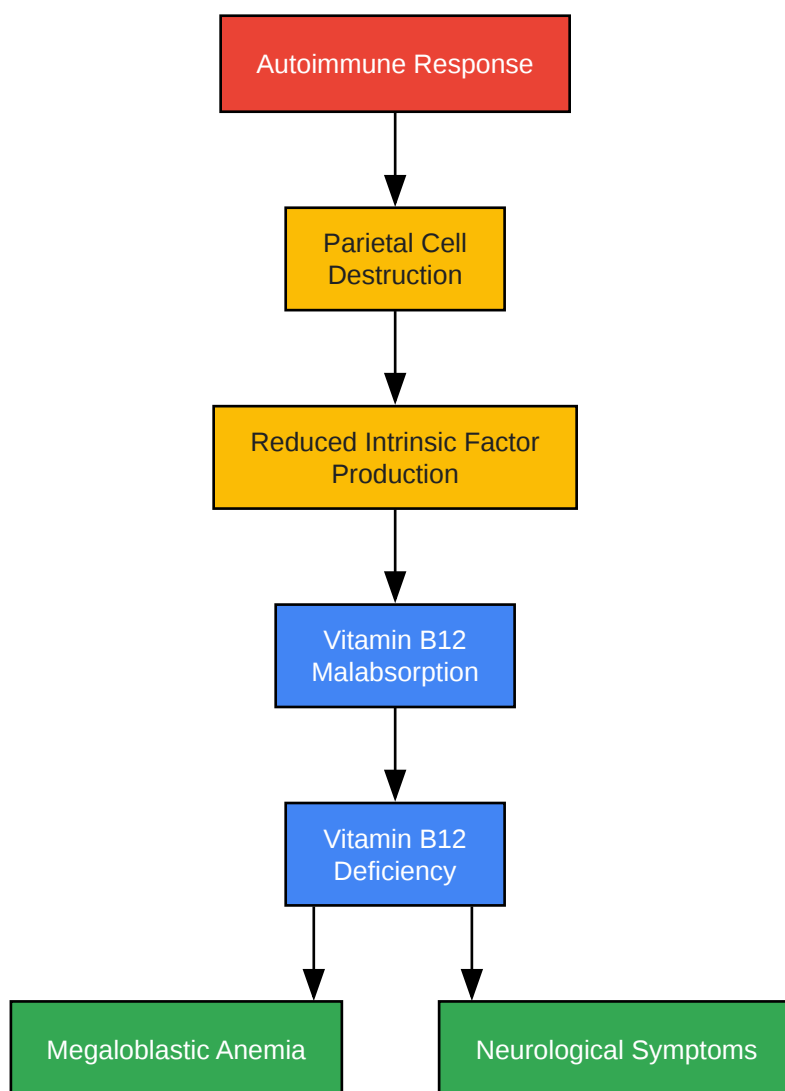 Autoimmune Response
Parietal Cell
Destruction
Reduced Intrinsic Factor
Production
Vitamin B12
Malabsorption
Vitamin B12
Deficiency
Megaloblastic Anemia
Neurological Symptoms